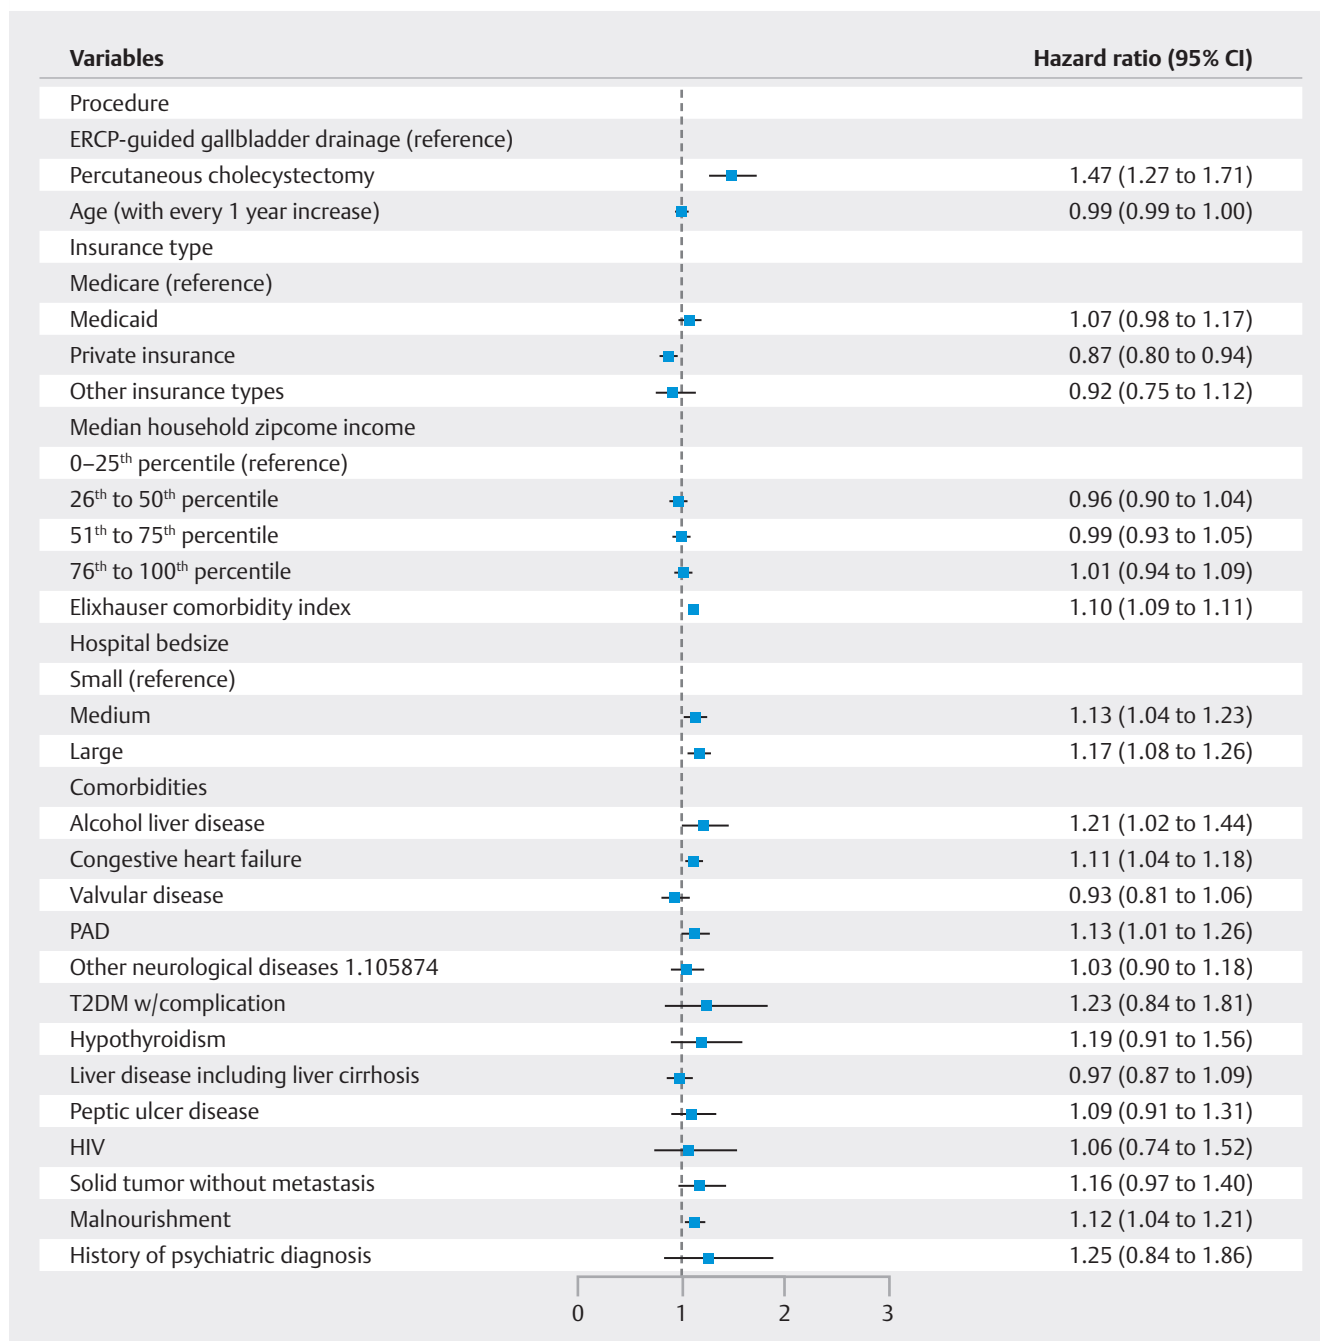 Variables Hazard ratio (95% CI)
Procedure
ERCP-guided gallbladder drainage (reference)
Percutaneous cholecystectomy 1.47 (1.27 to 1.71)
Age (with every 1 year increase) 0.99 (0.99 to 1.00)
Insurance type
Medicare (reference)
Medicaid 1.07 (0.98 to 1.17)
Private insurance 0.87 (0.80 to 0.94)
Other insurance types 0.92 (0.75 to 1.12)
Median household zipcome income
0–25th percentile (reference)
26th to 50th percentile 0.96 (0.90 to 1.04)
51th to 75th percentile 0.99 (0.93 to 1.05)
76th to 100th percentile 1.01 (0.94 to 1.09)
Elixhauser comorbidity index 1.10 (1.09 to 1.11)
Hospital bedsize
Small (reference)
Medium 1.13 (1.04 to 1.23)
Large 1.17 (1.08 to 1.26)
Comorbidities
Alcohol liver disease 1.21 (1.02 to 1.44)
Congestive heart failure 1.11 (1.04 to 1.18)
Valvular disease 0.93 (0.81 to 1.06)
PAD 1.13 (1.01 to 1.26)
Other neurological diseases 1.105874 1.03 (0.90 to 1.18)
T2DM w/complication 1.23 (0.84 to 1.81)
Hypothyroidism 1.19 (0.91 to 1.56)
Liver disease including liver cirrhosis 0.97 (0.87 to 1.09)
Peptic ulcer disease 1.09 (0.91 to 1.31)
HIV 1.06 (0.74 to 1.52)
Solid tumor without metastasis 1.16 (0.97 to 1.40)
Malnourishment 1.12 (1.04 to 1.21)
History of psychiatric diagnosis 1.25 (0.84 to 1.86)
0 1 2 3